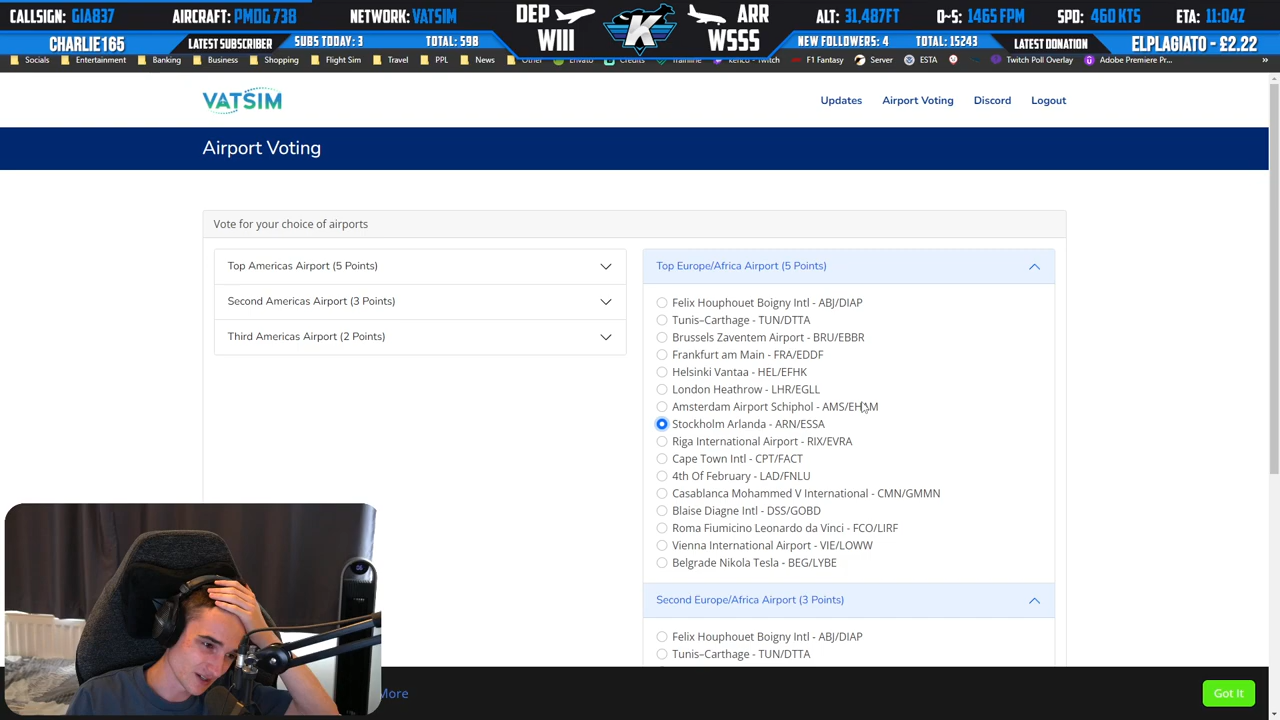 CALLSIGN: GIA837
AIRCRAFT: PMDG 738
NETWORK: VATSIM
DEP
WIII
K
ARR
WSSS
ALT: 31,487FT
O-S: 1465 FPM
SPD: 460 KTS
ETA: 11:04Z
CHARLIE165
LATEST SUBSCRIBER
SUBS TODAY: 3
TOTAL: 598
NEW FOLLOWERS: 4
TOTAL: 15243
LATEST DONATION
ELPLAGIATO - £2.22
Socials
Entertainment
Banking
Business
Shopping
Flight Sim
Travel
PPL
News
Other
Envato
Credits
Trainline
kenco - Twitch
F1 Fantasy
Server
ESTA
Twitch Poll Overlay
Adobe Premiere Pr...
»
VATSIM
Updates
Airport Voting
Discord
Logout
Airport Voting
Vote for your choice of airports
Top Americas Airport (5 Points)
Second Americas Airport (3 Points)
Third Americas Airport (2 Points)
Top Europe/Africa Airport (5 Points)
Felix Houphouet Boigny Intl - ABJ/DIAP
Tunis–Carthage - TUN/DTTA
Brussels Zaventem Airport - BRU/EBBR
Frankfurt am Main - FRA/EDDF
Helsinki Vantaa - HEL/EFHK
London Heathrow - LHR/EGLL
Amsterdam Airport Schiphol - AMS/EHAM
Stockholm Arlanda - ARN/ESSA
Riga International Airport - RIX/EVRA
Cape Town Intl - CPT/FACT
4th Of February - LAD/FNLU
Casablanca Mohammed V International - CMN/GMMN
Blaise Diagne Intl - DSS/GOBD
Roma Fiumicino Leonardo da Vinci - FCO/LIRF
Vienna International Airport - VIE/LOWW
Belgrade Nikola Tesla - BEG/LYBE
Second Europe/Africa Airport (3 Points)
Felix Houphouet Boigny Intl - ABJ/DIAP
Tunis–Carthage - TUN/DTTA
More
Got It